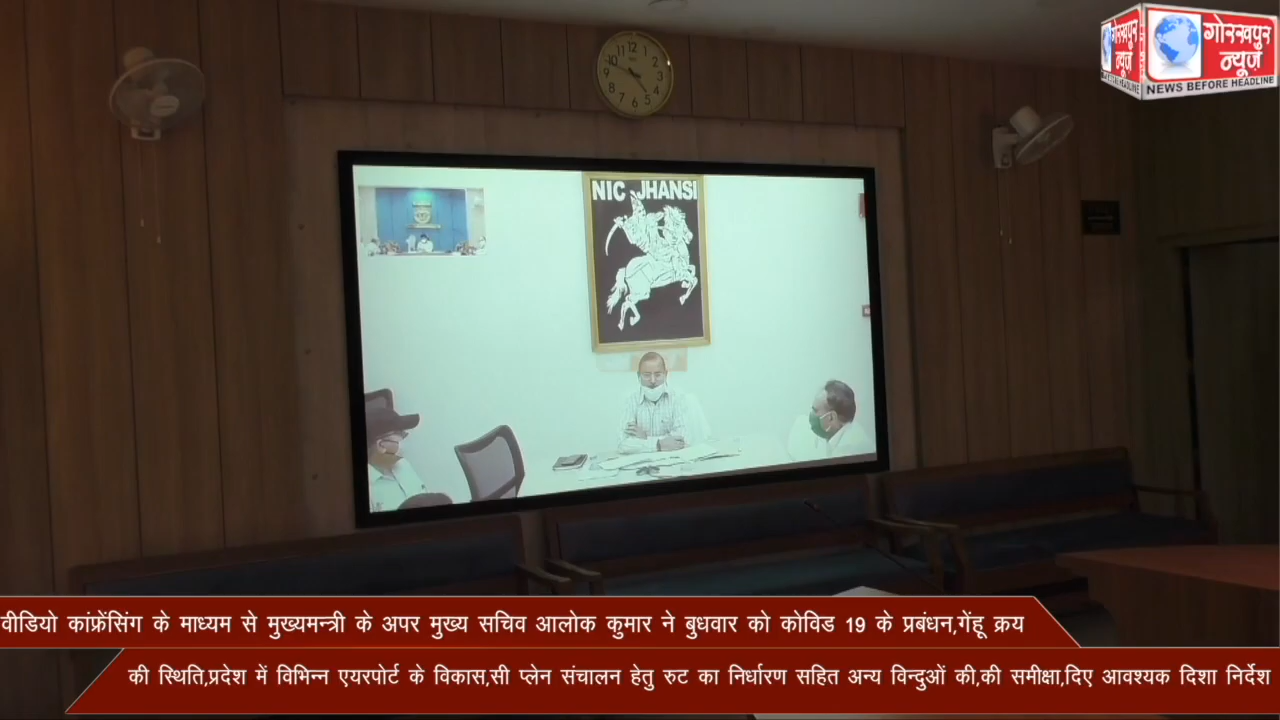 गोरखपुर
न्यूज़
NEWS BEFORE HEADLINE
NIC JHANSI
वीडियो कांफ्रेंसिंग के माध्यम से मुख्यमन्त्री के अपर मुख्य सचिव आलोक कुमार ने बुधवार को कोविड 19 के प्रबंधन,गेंहू क्रय
की स्थिति,प्रदेश में विभिन्न एयरपोर्ट के विकास,सी प्लेन संचालन हेतु रुट का निर्धारण सहित अन्य विन्दुओं की,की समीक्षा,दिए आवश्यक दिशा निर्देश